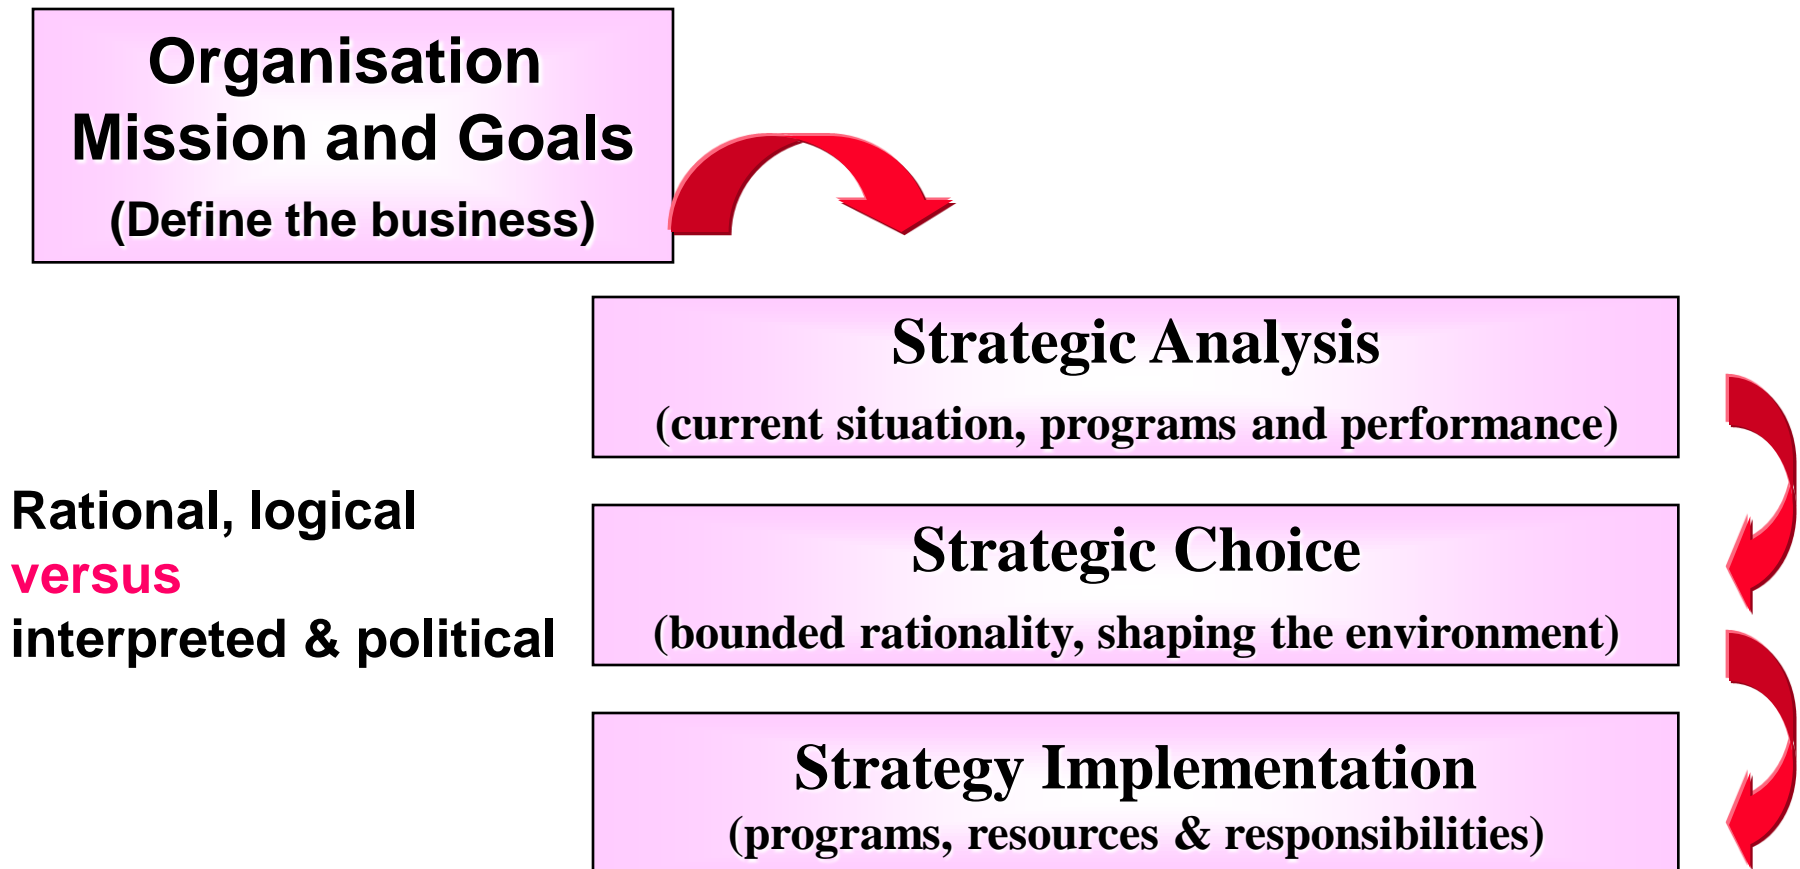 Organisation
Mission and Goals
(Define the business)
Strategic Analysis
(current situation, programs and performance)
Rational, logical
versus
interpreted & political
Strategic Choice
(bounded rationality, shaping the environment)
Strategy Implementation
(programs, resources & responsibilities)